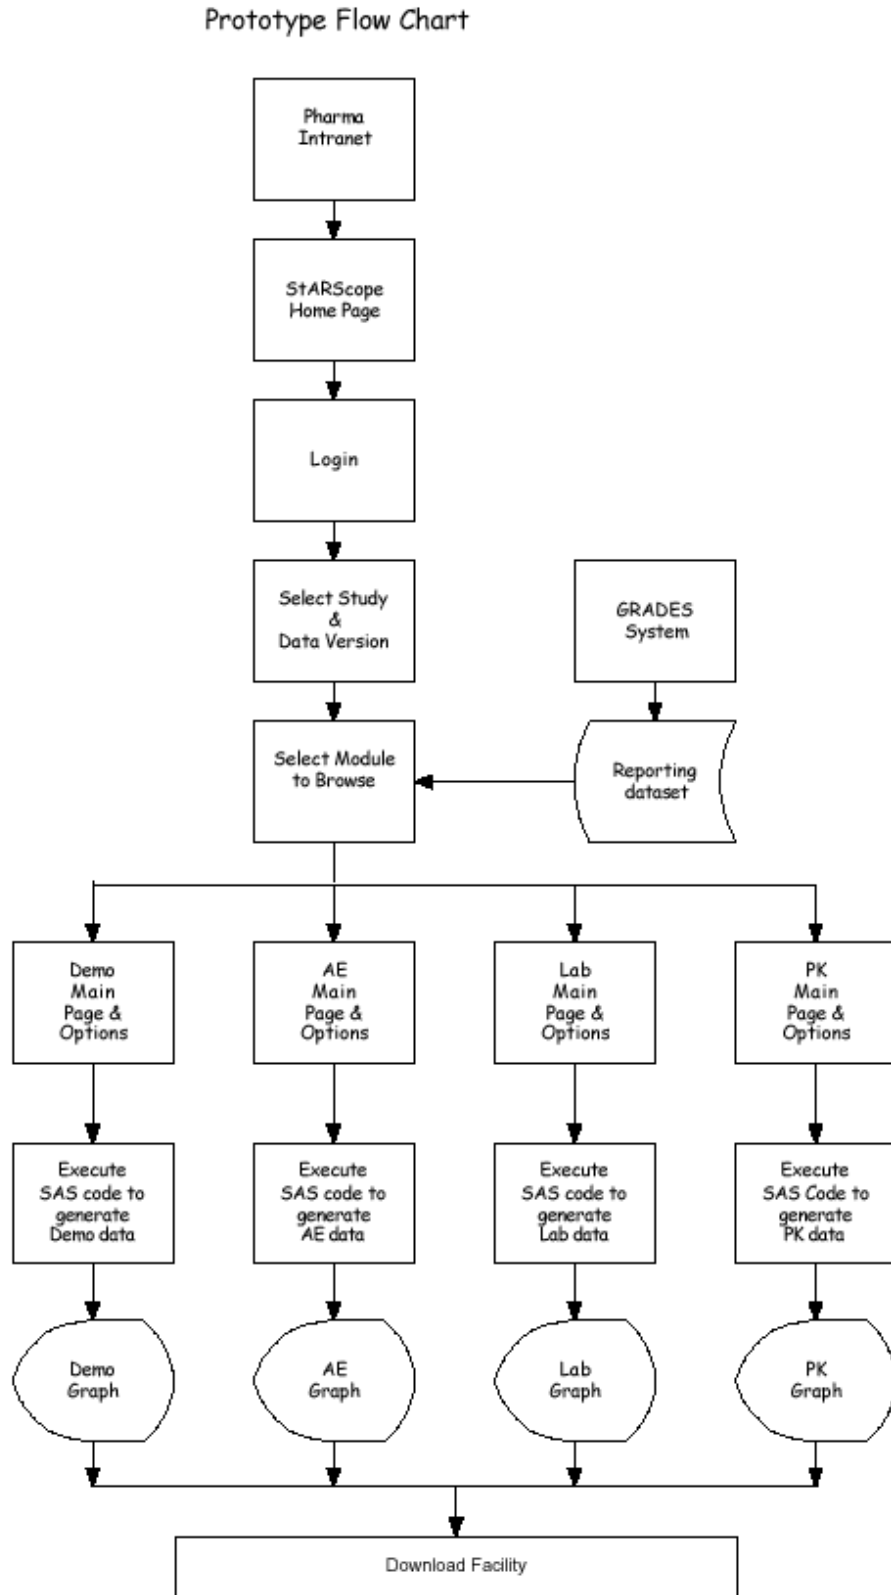 Prototype Flow Chart
Pharma
Intranet
StARScope
Home Page
Login
Select Study
&
Data Version
GRADES
System
Select Module
to Browse
Reporting
dataset
Demo
Main
Page &
Options
AE
Main
Page &
Options
Lab
Main
Page &
Options
PK
Main
Page &
Options
Execute
SAS code to
generate
Demo data
Execute
SAS code to
generate
AE data
Execute
SAS code to
generate
Lab data
Execute
SAS Code to
generate
PK data
Demo
Graph
AE
Graph
Lab
Graph
PK
Graph
Download Facility